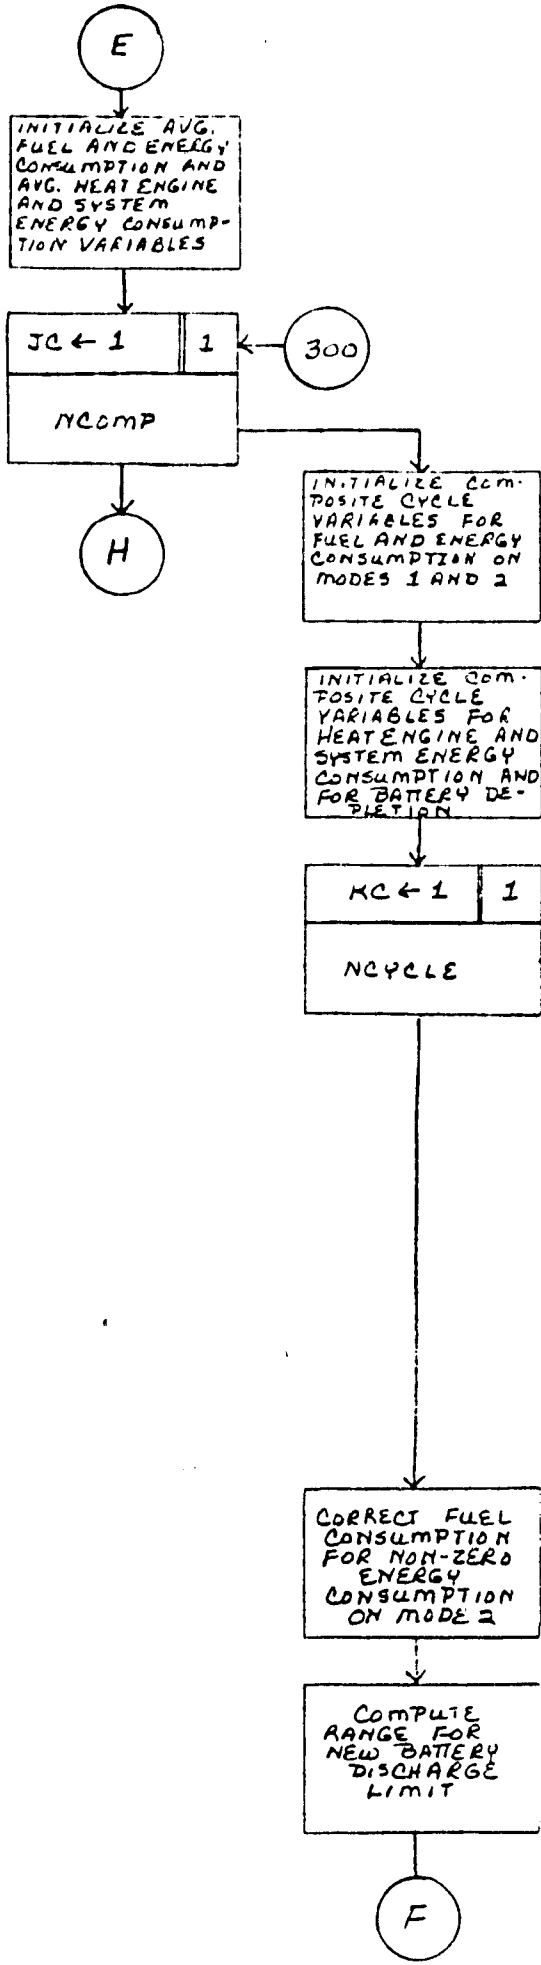 E
INITIALIZE AVG.
FUEL AND ENERGY
CONSUMPTION AND
AVG. HEAT ENGINE
AND SYSTEM
ENERGY CONSUMP-
TION VARIABLES
JC ← 1 1
300
NCOMP
H
INITIALIZE COM-
POSITE CYCLE
VARIABLES FOR
FUEL AND ENERGY
CONSUMPTION ON
MODES 1 AND 2
INITIALIZE COM-
POSITE CYCLE
VARIABLES FOR
HEAT ENGINE AND
SYSTEM ENERGY
CONSUMPTION AND
FOR BATTERY DE-
PLETION
KC ← 1 1
NCYCLE
CORRECT FUEL
CONSUMPTION
FOR NON-ZERO
ENERGY
CONSUMPTION
ON MODE 2
COMPUTE
RANGE FOR
NEW BATTERY
DISCHARGE
LIMIT
F